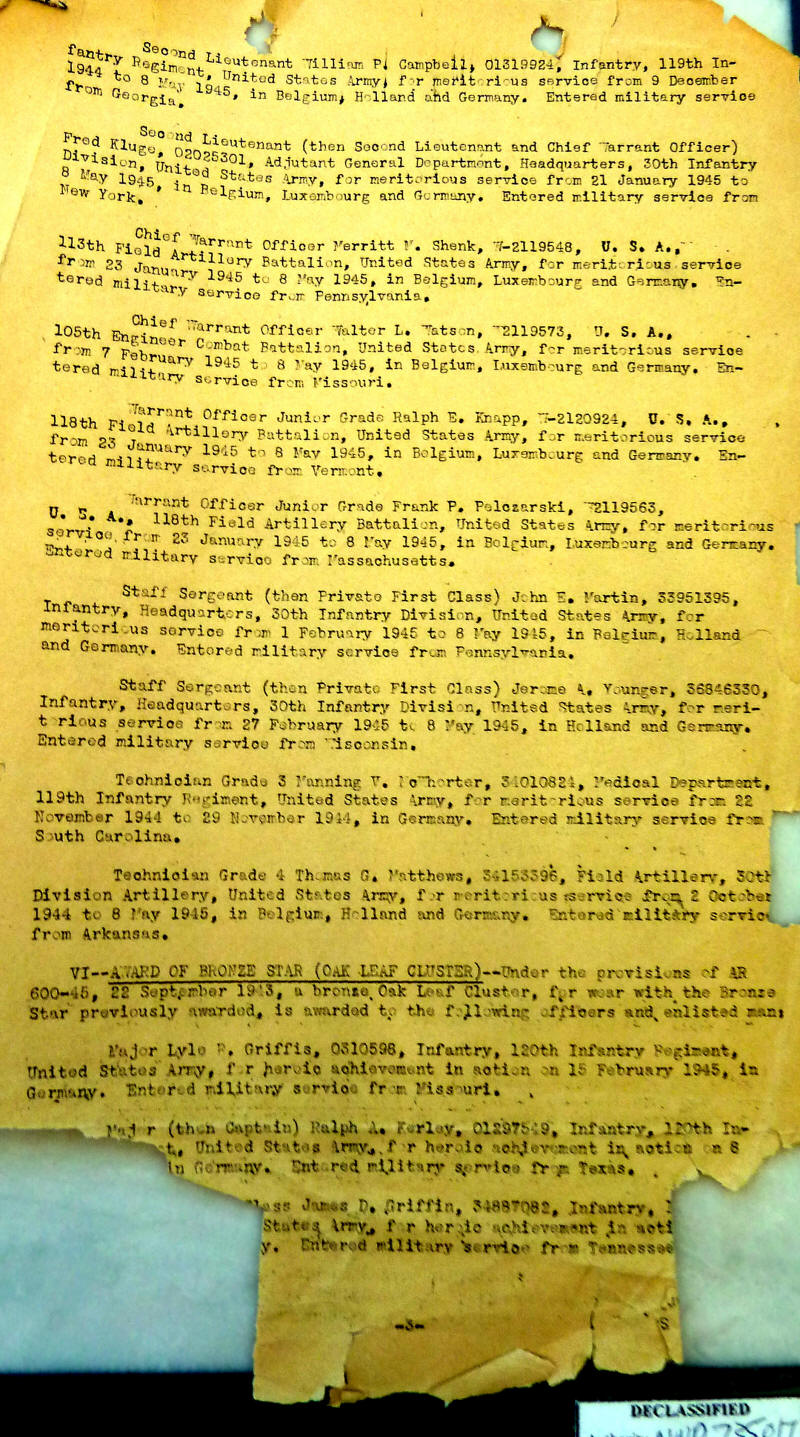 Second Lieutenant William P. Campbell, 01319924, Infantry, 119th In-
fantry Regiment, United States Army, for meritorious service from 9 December
1944 to 8 May 1945, in Belgium, Holland and Germany. Entered military service
from Georgia.
Second Lieutenant (then Second Lieutenant and Chief Warrant Officer)
Fred Kluge, 02025301, Adjutant General Department, Headquarters, 30th Infantry
Division, United States Army, for meritorious service from 21 January 1945 to
8 May 1945, in Belgium, Luxembourg and Germany. Entered military service from
New York.
Chief Warrant Officer Merritt M. Shenk, W-2119548, U. S. A.,
113th Field Artillery Battalion, United States Army, for meritorious service
from 23 January 1945 to 8 May 1945, in Belgium, Luxembourg and Germany. En-
tered military service from Pennsylvania.
Chief Warrant Officer Walter L. Watson, W2119573, U. S. A.,
105th Engineer Combat Battalion, United States Army, for meritorious service
from 7 February 1945 to 8 May 1945, in Belgium, Luxembourg and Germany. En-
tered military service from Missouri.
Warrant Officer Junior Grade Ralph E. Knapp, W-2120924, U. S. A.,
118th Field Artillery Battalion, United States Army, for meritorious service
from 23 January 1945 to 8 May 1945, in Belgium, Luxembourg and Germany. En-
tered military service from Vermont.
Warrant Officer Junior Grade Frank P. Pelczarski, W2119563,
U. S. A., 118th Field Artillery Battalion, United States Army, for meritorious
service from 23 January 1945 to 8 May 1945, in Belgium, Luxembourg and Germany.
Entered military service from Massachusetts.
Staff Sergeant (then Private First Class) John E. Martin, 33951395,
Infantry, Headquarters, 30th Infantry Division, United States Army, for
meritorious service from 1 February 1945 to 8 May 1945, in Belgium, Holland
and Germany. Entered military service from Pennsylvania.
Staff Sergeant (then Private First Class) Jerome A. Younger, 36846330,
Infantry, Headquarters, 30th Infantry Division, United States Army, for meri-
torious service from 27 February 1945 to 8 May 1945, in Holland and Germany.
Entered military service from Wisconsin.
Technician Grade 3 Manning V. 34010824, Medical Department,
119th Infantry Regiment, United States Army, for meritorious service from 22
November 1944 to 29 November 1944, in Germany. Entered military service from
South Carolina.
Technician Grade 4 Thomas G. Matthews, 34153396, Field Artillery, 30th
Division Artillery, United States Army, for meritorious service from 2 October
1944 to 8 May 1945, in Belgium, Holland and Germany. Entered military servic
from Arkansas.
VI--AWARD OF BRONZE STAR (OAK LEAF CLUSTER)--Under the provisions of AR
600-45, 22 September 1943, a bronze Oak Leaf Cluster, for wear with the Bronze
Star previously awarded, is awarded to the following officers and enlisted man:
Major Lyle Griffis, 0310598, Infantry, 120th Infantry Regiment,
United States Army, for heroic achievement in action on 15 February 1945, in
Germany. Entered military service from Missouri.
Major (then Captain) Ralph A. Kerley, Infantry, 120th In-
t, United States Army, for heroic achievement in action on 8
in Germany. Entered military service from Texas.
lass James D. Griffin, 34887082, Infantry,
States Army, for heroic achievement in acti
y. Entered military service from Tennessee
-3-
S
DECLASSIFIED